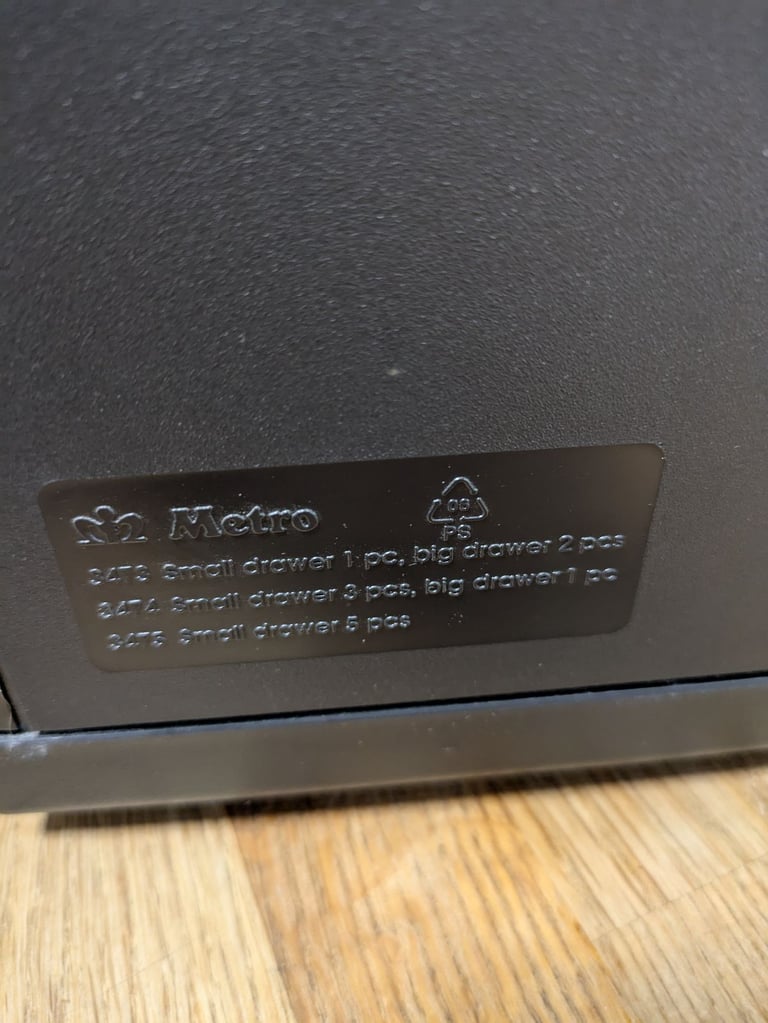 Metro
06
PS
3473 Small drawer 1 pc, big drawer 2 pcs
3474 Small drawer 3 pcs, big drawer 1 pc
3475 Small drawer 5 pcs